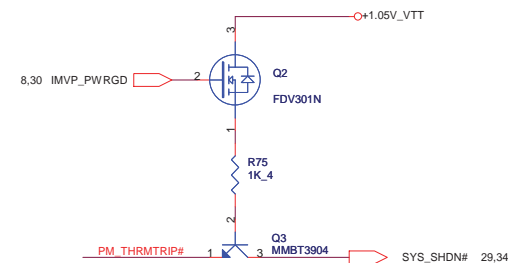 +1.05V_VTT
3
8,30 IMVP_PWRGD
2
Q2
FDV301N
1
R75
1K_4
2
Q3
PM_THRMTRIP# 1 3 MMBT3904
SYS_SHDN# 29,34